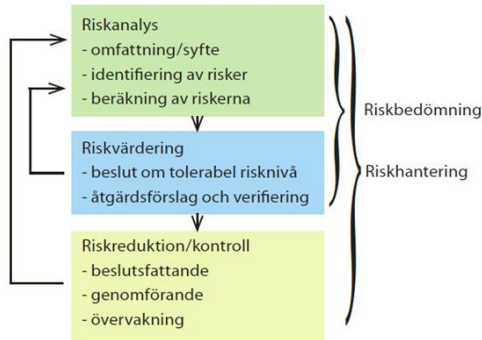 Riskanalys
- omfattning/syfte
- identifiering av risker
- beräkning av riskerna
Riskvärdering
- beslut om tolerabel risknivå
- åtgärdsförslag och verifiering
Riskreduktion/kontroll
- beslutsfattande
- genomförande
- övervakning
Riskbedömning
Riskhantering